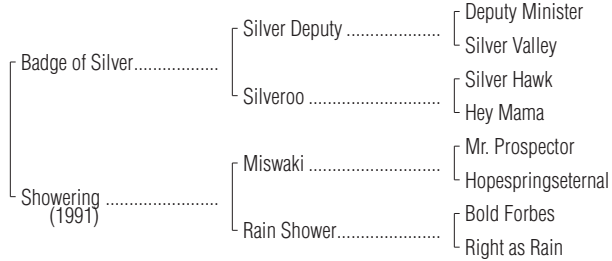 Deputy Minister
Silver Deputy ..................
Silver Valley
Badge of Silver................
Silver Hawk
Silveroo .........................
Hey Mama
Mr. Prospector
Miswaki .........................
Hopespringseternal
Showering .....................
(1991)
Bold Forbes
Rain Shower....................
Right as Rain